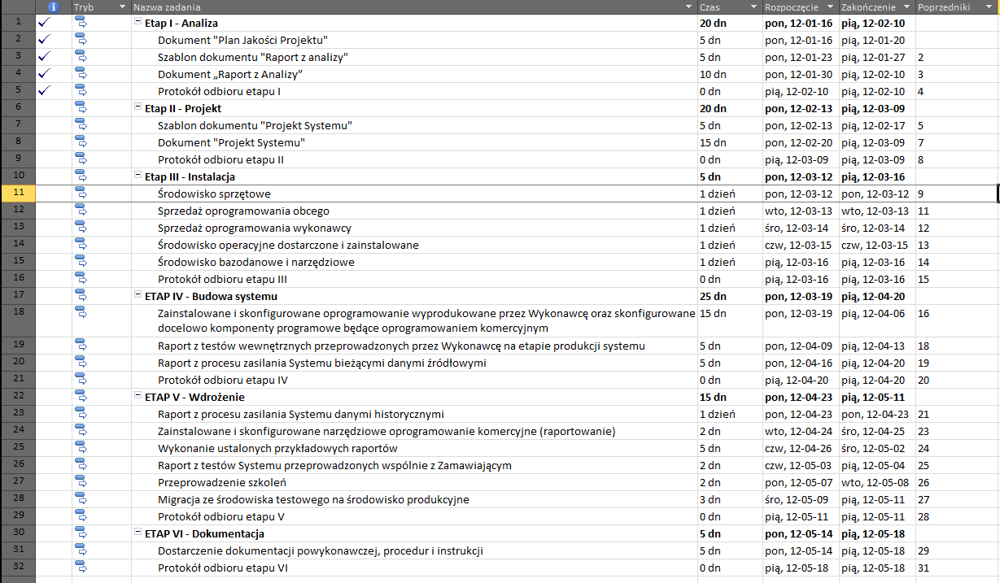 Tryb Nazwa zadania Czas Rozpoczęcie Zakończenie Poprzedniki
1 Etap I - Analiza 20 dn pon, 12-01-16 pią, 12-02-10
2 Dokument "Plan Jakości Projektu" 5 dn pon, 12-01-16 pią, 12-01-20
3 Szablon dokumentu "Raport z analizy" 5 dn pon, 12-01-23 pią, 12-01-27 2
4 Dokument „Raport z Analizy” 10 dn pon, 12-01-30 pią, 12-02-10 3
5 Protokół odbioru etapu I 0 dn pią, 12-02-10 pią, 12-02-10 4
6 Etap II - Projekt 20 dn pon, 12-02-13 pią, 12-03-09
7 Szablon dokumentu "Projekt Systemu" 5 dn pon, 12-02-13 pią, 12-02-17 5
8 Dokument "Projekt Systemu" 15 dn pon, 12-02-20 pią, 12-03-09 7
9 Protokół odbioru etapu II 0 dn pią, 12-03-09 pią, 12-03-09 8
10 Etap III - Instalacja 5 dn pon, 12-03-12 pią, 12-03-16
11 Środowisko sprzętowe 1 dzień pon, 12-03-12 pon, 12-03-12 9
12 Sprzedaż oprogramowania obcego 1 dzień wto, 12-03-13 wto, 12-03-13 11
13 Sprzedaż oprogramowania wykonawcy 1 dzień śro, 12-03-14 śro, 12-03-14 12
14 Środowisko operacyjne dostarczone i zainstalowane 1 dzień czw, 12-03-15 czw, 12-03-15 13
15 Środowisko bazodanowe i narzędziowe 1 dzień pią, 12-03-16 pią, 12-03-16 14
16 Protokół odbioru etapu III 0 dn pią, 12-03-16 pią, 12-03-16 15
17 ETAP IV - Budowa systemu 25 dn pon, 12-03-19 pią, 12-04-20
18 Zainstalowane i skonfigurowane oprogramowanie wyprodukowane przez Wykonawcę oraz skonfigurowane 15 dn pon, 12-03-19 pią, 12-04-06 16
docelowo komponenty programowe będące oprogramowaniem komercyjnym
19 Raport z testów wewnętrznych przeprowadzonych przez Wykonawcę na etapie produkcji systemu 5 dn pon, 12-04-09 pią, 12-04-13 18
20 Raport z procesu zasilania Systemu bieżącymi danymi źródłowymi 5 dn pon, 12-04-16 pią, 12-04-20 19
21 Protokół odbioru etapu IV 0 dn pią, 12-04-20 pią, 12-04-20 20
22 ETAP V - Wdrożenie 15 dn pon, 12-04-23 pią, 12-05-11
23 Raport z procesu zasilania Systemu danymi historycznymi 1 dzień pon, 12-04-23 pon, 12-04-23 21
24 Zainstalowane i skonfigurowane narzędziowe oprogramowanie komercyjne (raportowanie) 2 dn wto, 12-04-24 śro, 12-04-25 23
25 Wykonanie ustalonych przykładowych raportów 5 dn czw, 12-04-26 śro, 12-05-02 24
26 Raport z testów Systemu przeprowadzonych wspólnie z Zamawiającym 2 dn czw, 12-05-03 pią, 12-05-04 25
27 Przeprowadzenie szkoleń 2 dn pon, 12-05-07 wto, 12-05-08 26
28 Migracja ze środowiska testowego na środowisko produkcyjne 3 dn śro, 12-05-09 pią, 12-05-11 27
29 Protokół odbioru etapu V 0 dn pią, 12-05-11 pią, 12-05-11 28
30 ETAP VI - Dokumentacja 5 dn pon, 12-05-14 pią, 12-05-18
31 Dostarczenie dokumentacji powykonawczej, procedur i instrukcji 5 dn pon, 12-05-14 pią, 12-05-18 29
32 Protokół odbioru etapu VI 0 dn pią, 12-05-18 pią, 12-05-18 31